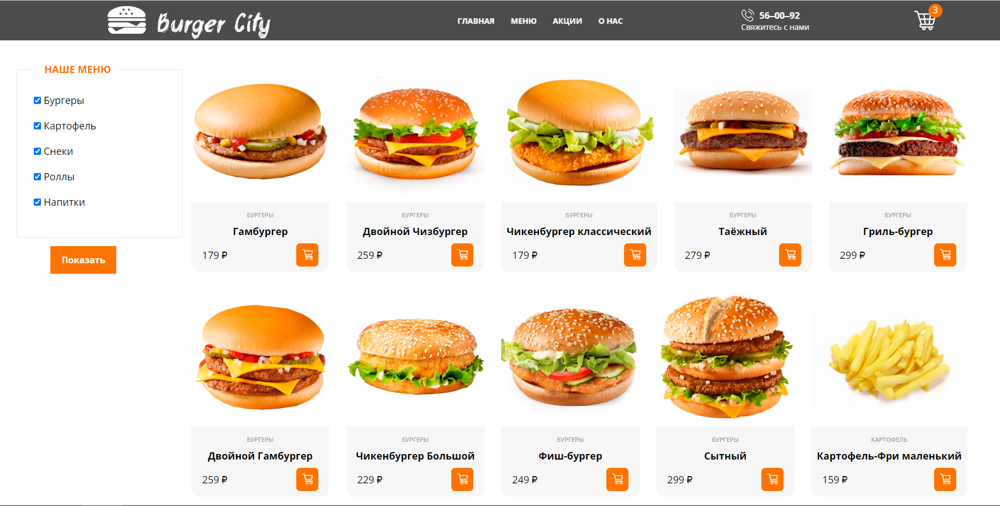 Burger City
ГЛАВНАЯ МЕНЮ АКЦИИ О НАС
56–00–92
Свяжитесь с нами
3
НАШЕ МЕНЮ
Бургеры
Картофель
Снеки
Роллы
Напитки
Показать
БУРГЕРЫ
Гамбургер
179 ₽
БУРГЕРЫ
Двойной Чизбургер
259 ₽
БУРГЕРЫ
Чикенбургер классический
179 ₽
БУРГЕРЫ
Таёжный
279 ₽
БУРГЕРЫ
Гриль-бургер
299 ₽
БУРГЕРЫ
Двойной Гамбургер
259 ₽
БУРГЕРЫ
Чикенбургер Большой
229 ₽
БУРГЕРЫ
Фиш-бургер
249 ₽
БУРГЕРЫ
Сытный
299 ₽
КАРТОФЕЛЬ
Картофель-Фри маленький
159 ₽